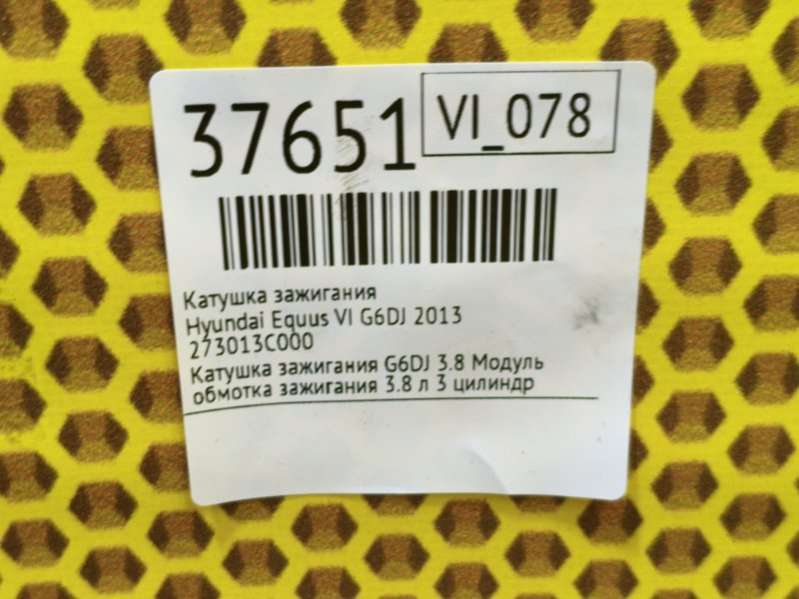 37651
VI_078
Катушка зажигания
Hyundai Equus VI G6DJ 2013
273013C000
Катушка зажигания G6DJ 3.8 Модуль
обмотка зажигания 3.8 л 3 цилиндр